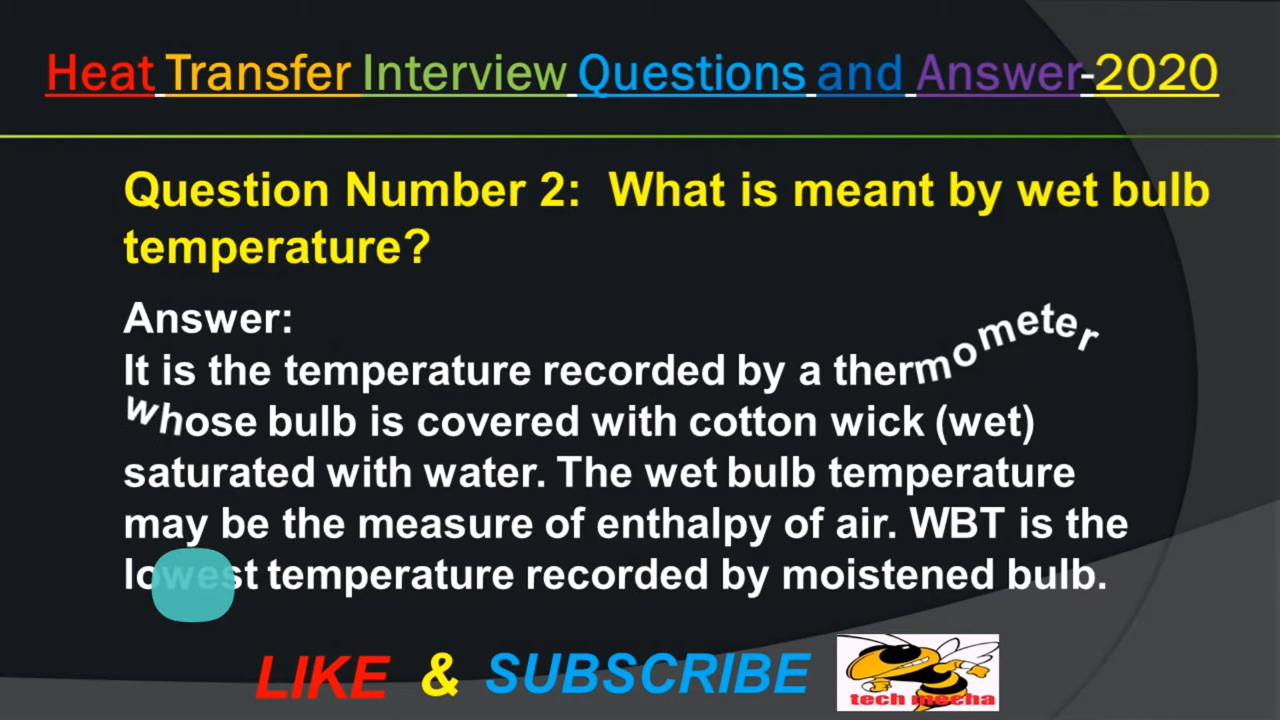 Heat Transfer Interview Questions and Answer-2020
Question Number 2: What is meant by wet bulb
temperature?
Answer:
It is the temperature recorded by a thermometer
whose bulb is covered with cotton wick (wet)
saturated with water. The wet bulb temperature
may be the measure of enthalpy of air. WBT is the
lowest temperature recorded by moistened bulb.
LIKE & SUBSCRIBE
tech mecha